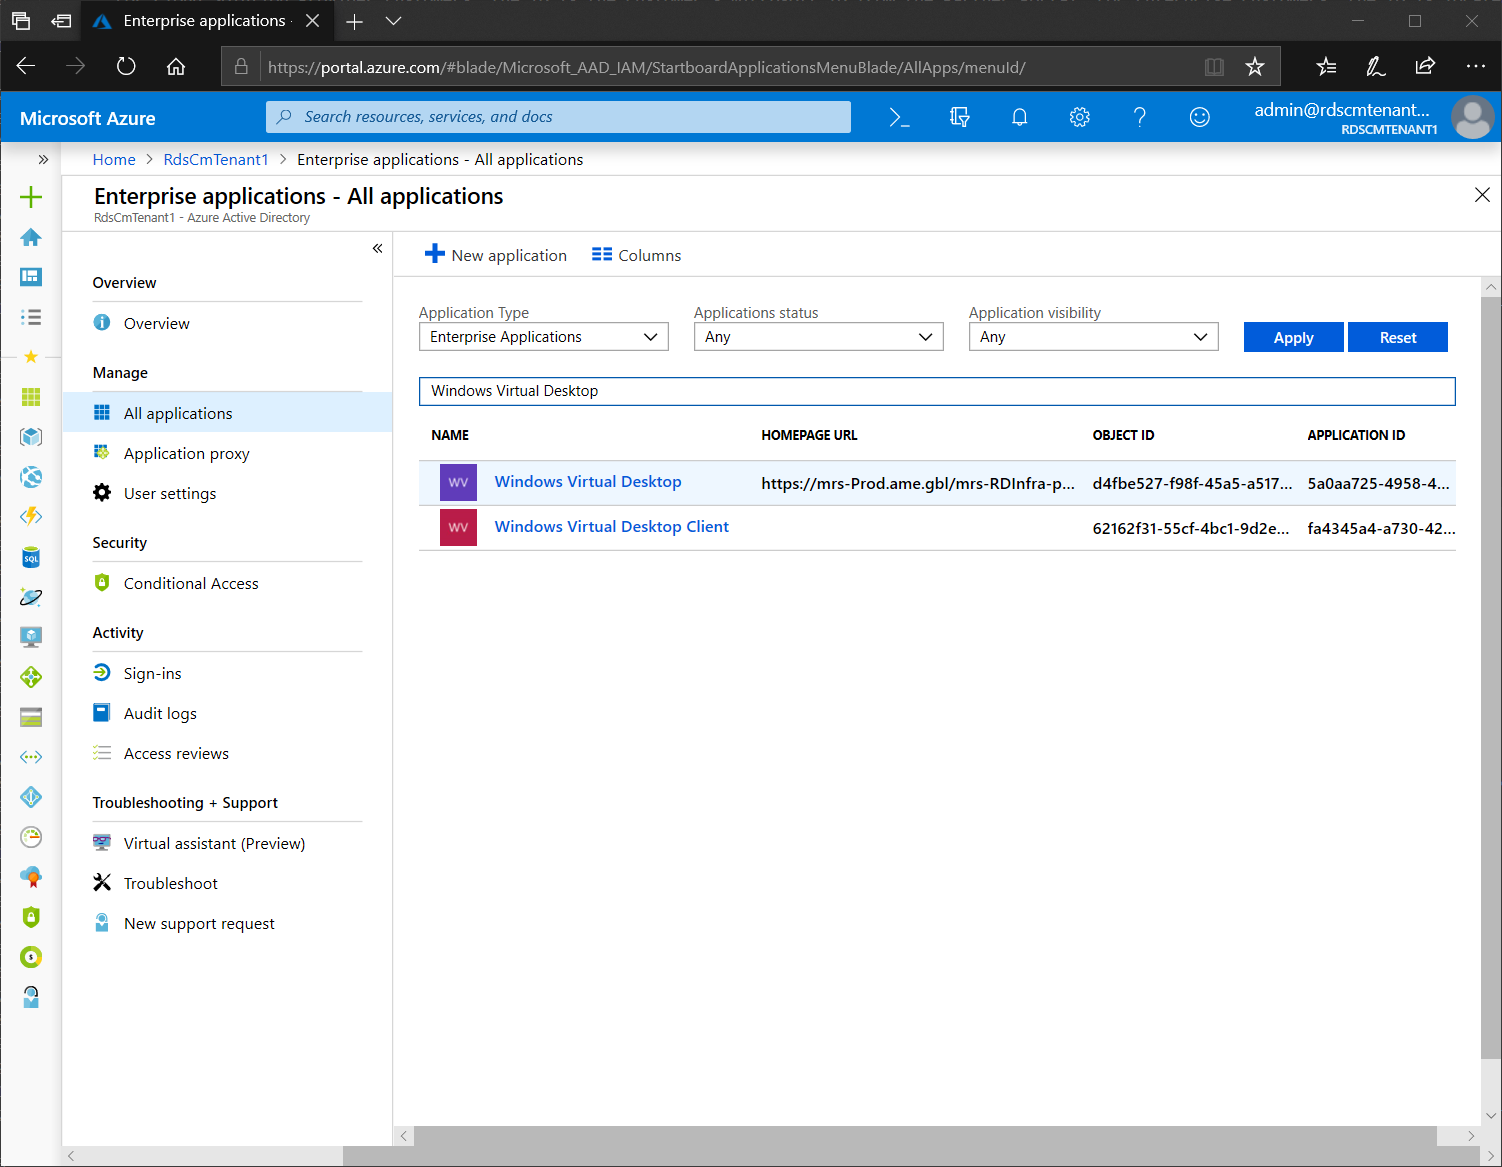 Enterprise applications -
https://portal.azure.com/#blade/Microsoft_AAD_IAM/StartboardApplicationsMenuBlade/AllApps/menuId/
Microsoft Azure
Search resources, services, and docs
admin@rdscmtenant...
RDSCMTENANT1
Home > RdsCmTenant1 > Enterprise applications - All applications
Enterprise applications - All applications
RdsCmTenant1 - Azure Active Directory
Overview
Overview
Manage
All applications
Application proxy
User settings
Security
Conditional Access
Activity
Sign-ins
Audit logs
Access reviews
Troubleshooting + Support
Virtual assistant (Preview)
Troubleshoot
New support request
New application Columns
Application Type Applications status Application visibility
Enterprise Applications Any Any Apply Reset
Windows Virtual Desktop
NAME HOMEPAGE URL OBJECT ID APPLICATION ID
WV Windows Virtual Desktop https://mrs-Prod.ame.gbl/mrs-RDInfra-p... d4fbe527-f98f-45a5-a517... 5a0aa725-4958-4...
WV Windows Virtual Desktop Client 62162f31-55cf-4bc1-9d2e... fa4345a4-a730-42...
SQL